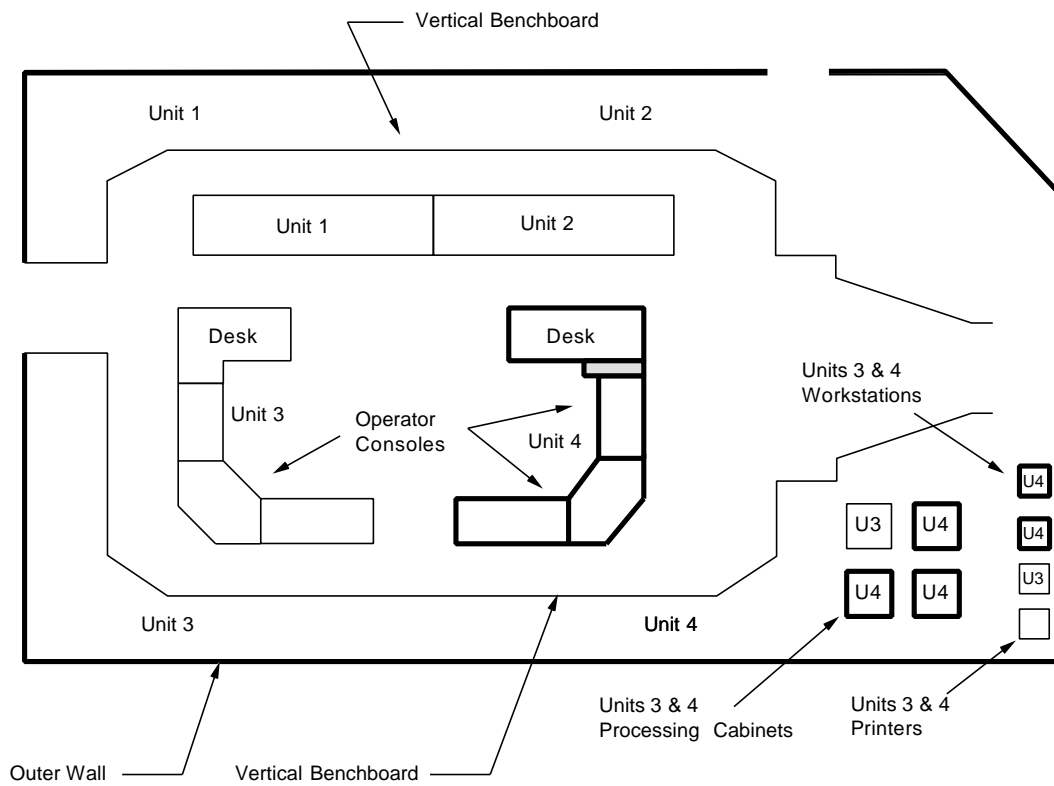 Vertical Benchboard
Unit 1
Unit 2
Unit 1
Unit 2
Desk
Desk
Units 3 & 4
Workstations
Unit 3
Operator
Consoles
Unit 4
U4
U3
U4
U4
U3
U4
U4
Unit 3
Unit 4
Units 3 & 4
Processing Cabinets
Units 3 & 4
Printers
Outer Wall
Vertical Benchboard